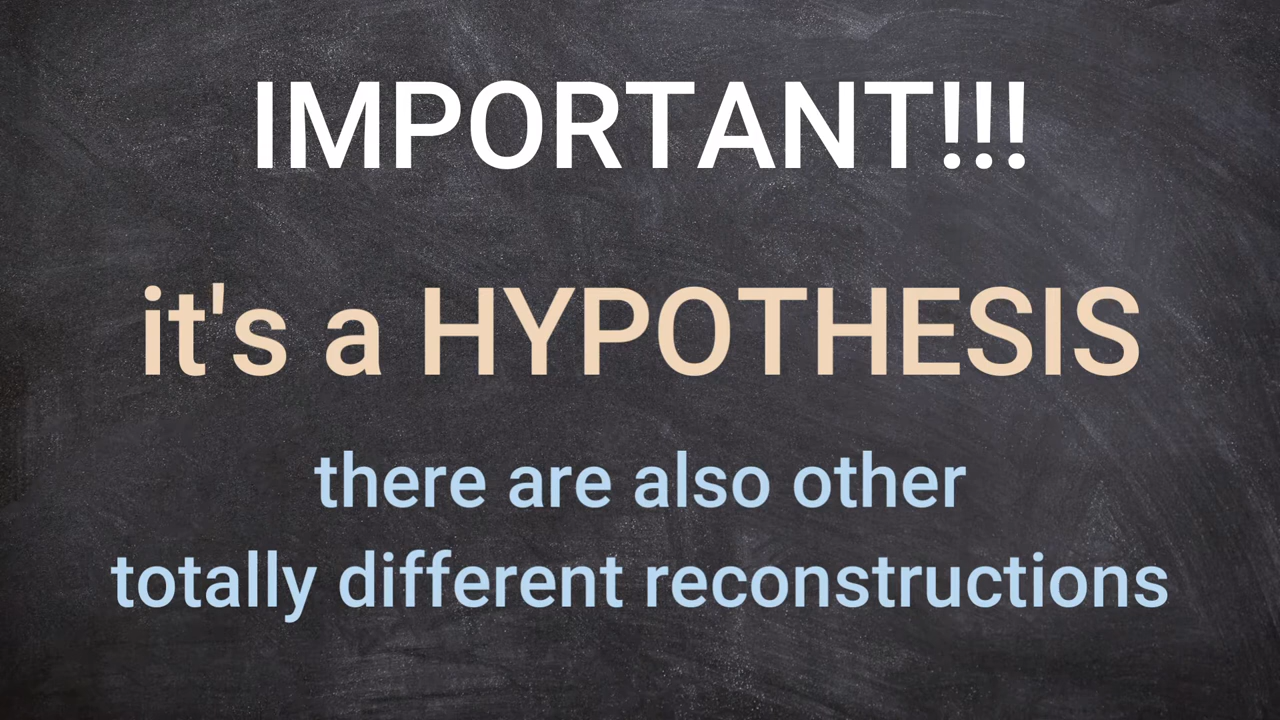 IMPORTANT!!!
it's a HYPOTHESIS
there are also other
totally different reconstructions